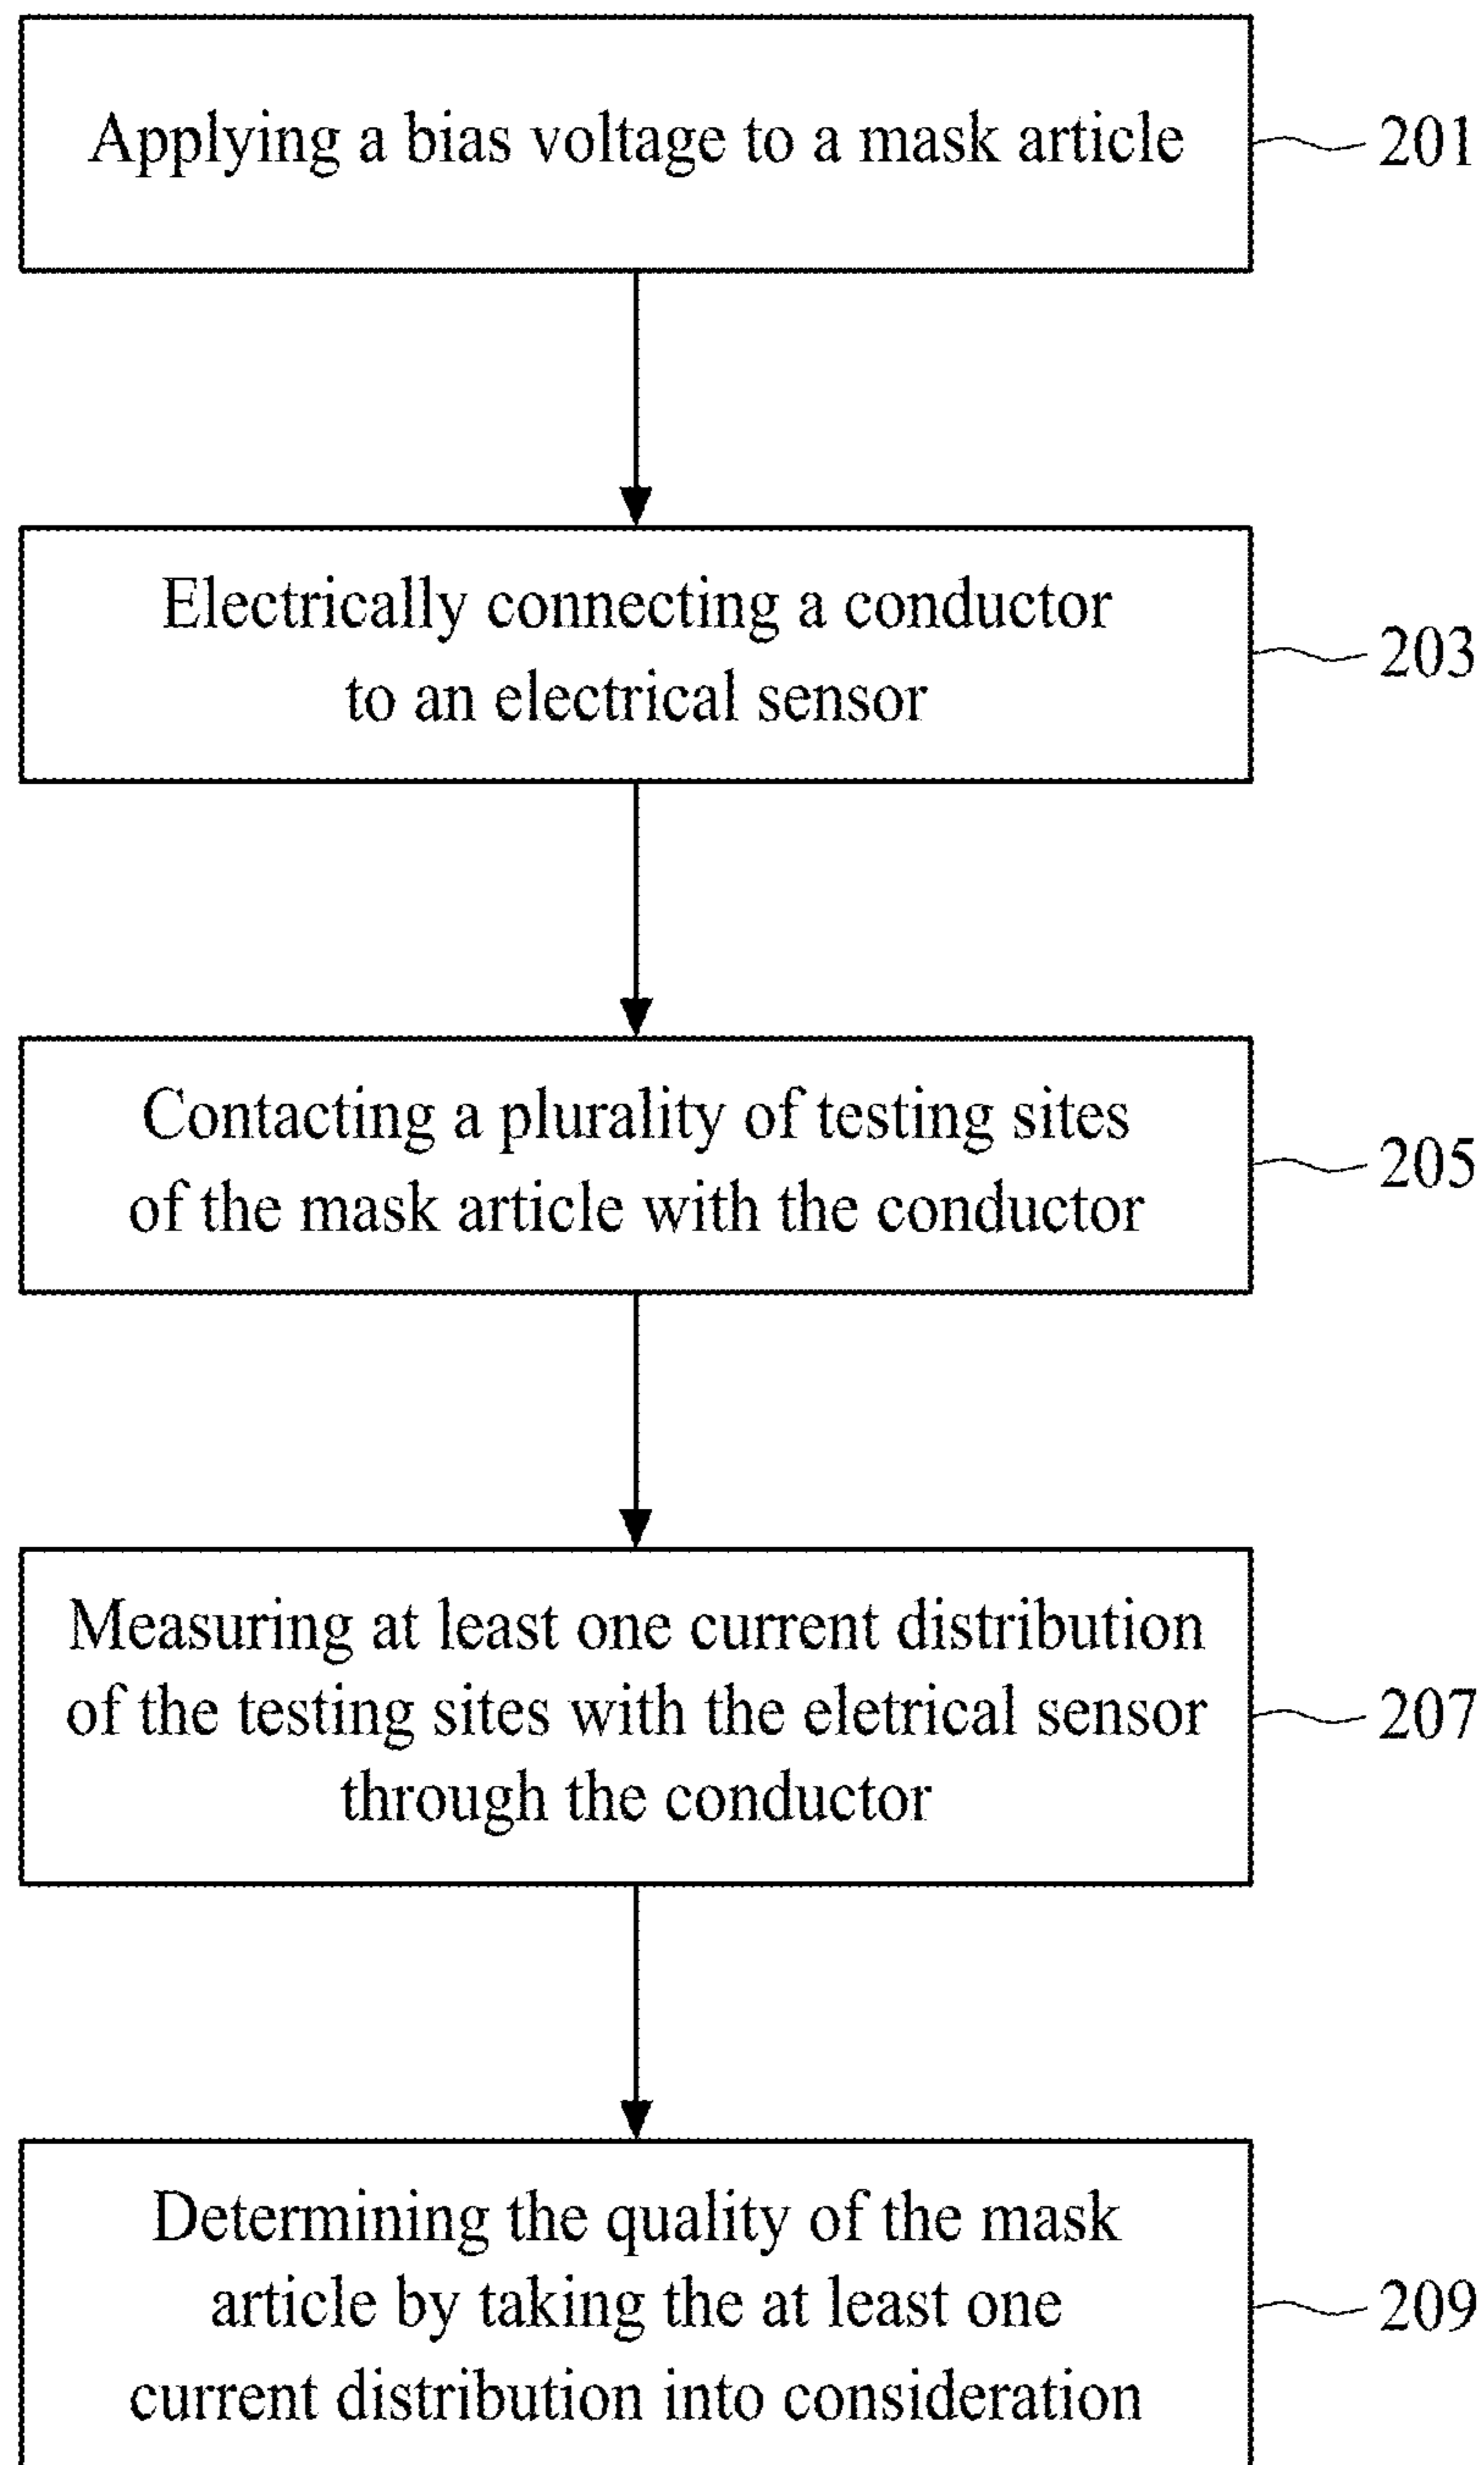 Applying a bias voltage to a mask article
201
Electrically connecting a conductor
to an electrical sensor
203
Contacting a plurality of testing sites
of the mask article with the conductor
205
Measuring at least one current distribution
of the testing sites with the eletrical sensor
through the conductor
207
Determining the quality of the mask
article by taking the at least one
current distribution into consideration
209